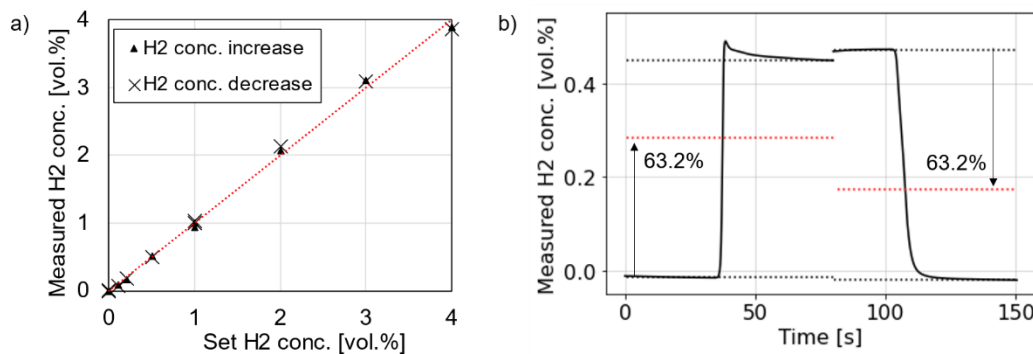 a)
Measured H2 conc. [vol.%]
4
3
2
1
0
H2 conc. increase
H2 conc. decrease
0 1 2 3 4
Set H2 conc. [vol.%]
b)
Measured H2 conc. [vol.%]
0.4
0.2
0.0
63.2%
63.2%
0 50 100 150
Time [s]